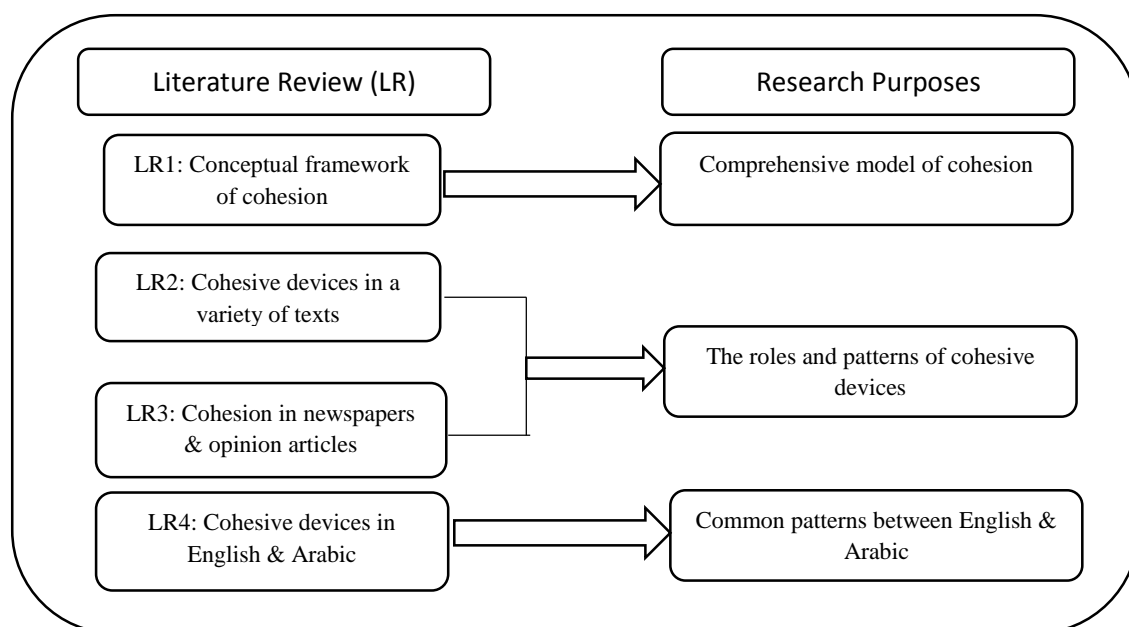 Literature Review (LR)
Research Purposes
LR1: Conceptual framework
of cohesion
Comprehensive model of cohesion
LR2: Cohesive devices in a
variety of texts
LR3: Cohesion in newspapers
& opinion articles
The roles and patterns of cohesive
devices
LR4: Cohesive devices in
English & Arabic
Common patterns between English &
Arabic